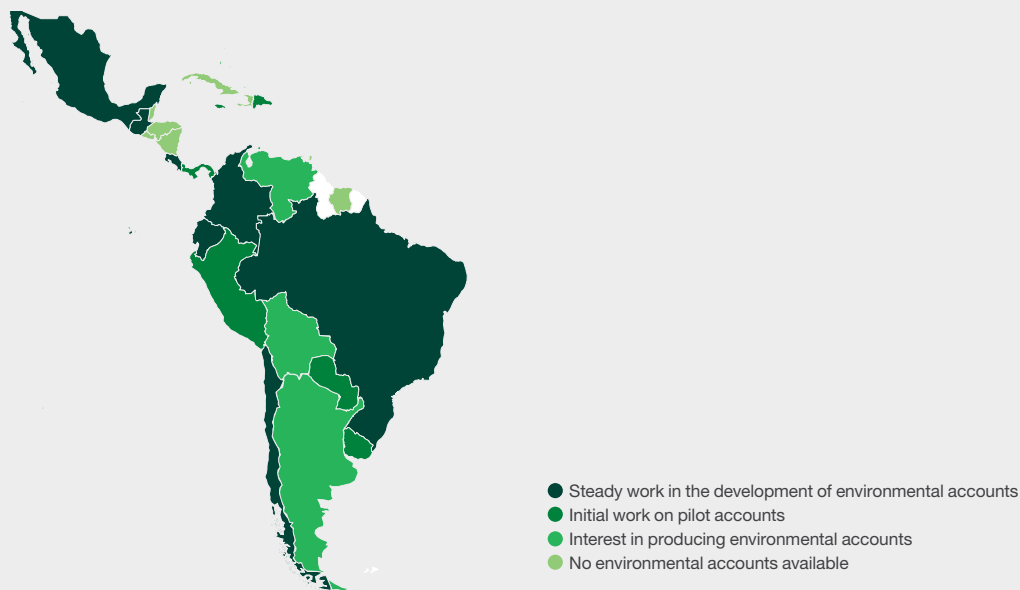 Steady work in the development of environmental accounts
Initial work on pilot accounts
Interest in producing environmental accounts
No environmental accounts available